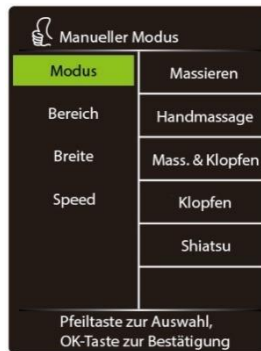 Manueller Modus
Modus
Bereich
Breite
Speed
Massieren
Handmassage
Mass. & Klopfen
Klopfen
Shiatsu
Pfeiltaste zur Auswahl,
OK-Taste zur Bestätigung